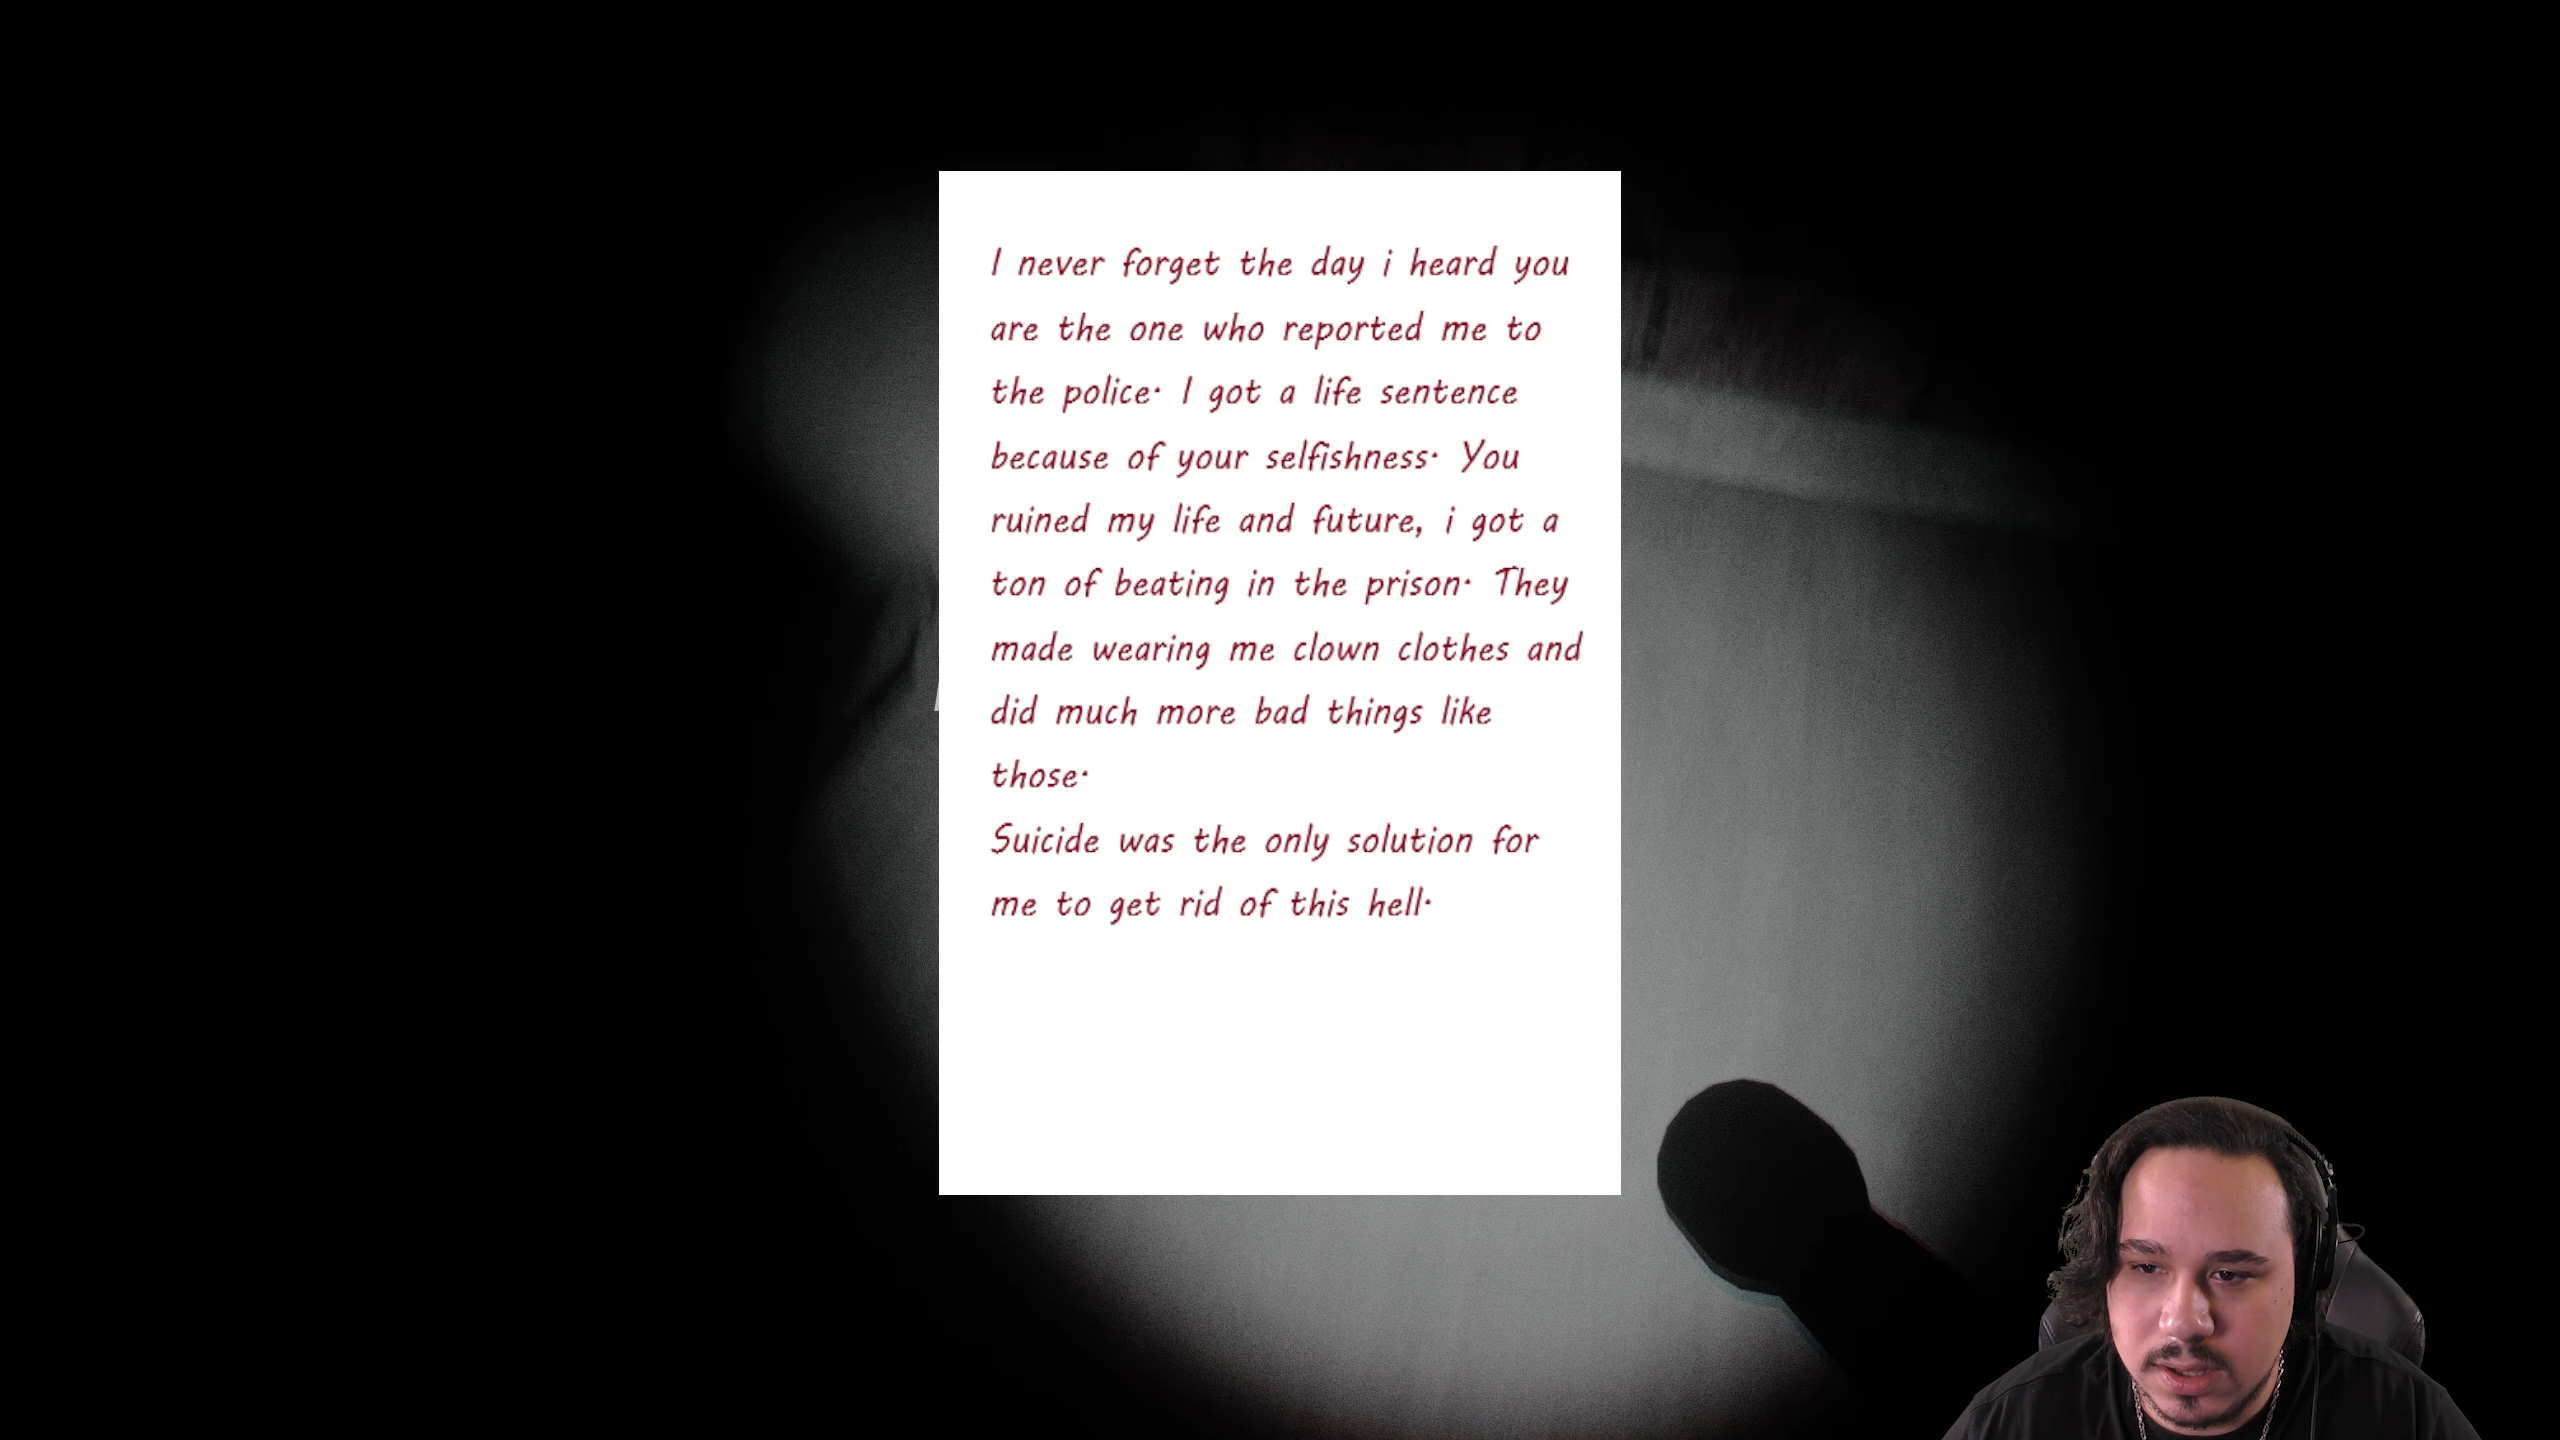 I never forget the day i heard you
are the one who reported me to
the police. I got a life sentence
because of your selfishness. You
ruined my life and future, i got a
ton of beating in the prison. They
made wearing me clown clothes and
did much more bad things like
those.
Suicide was the only solution for
me to get rid of this hell.